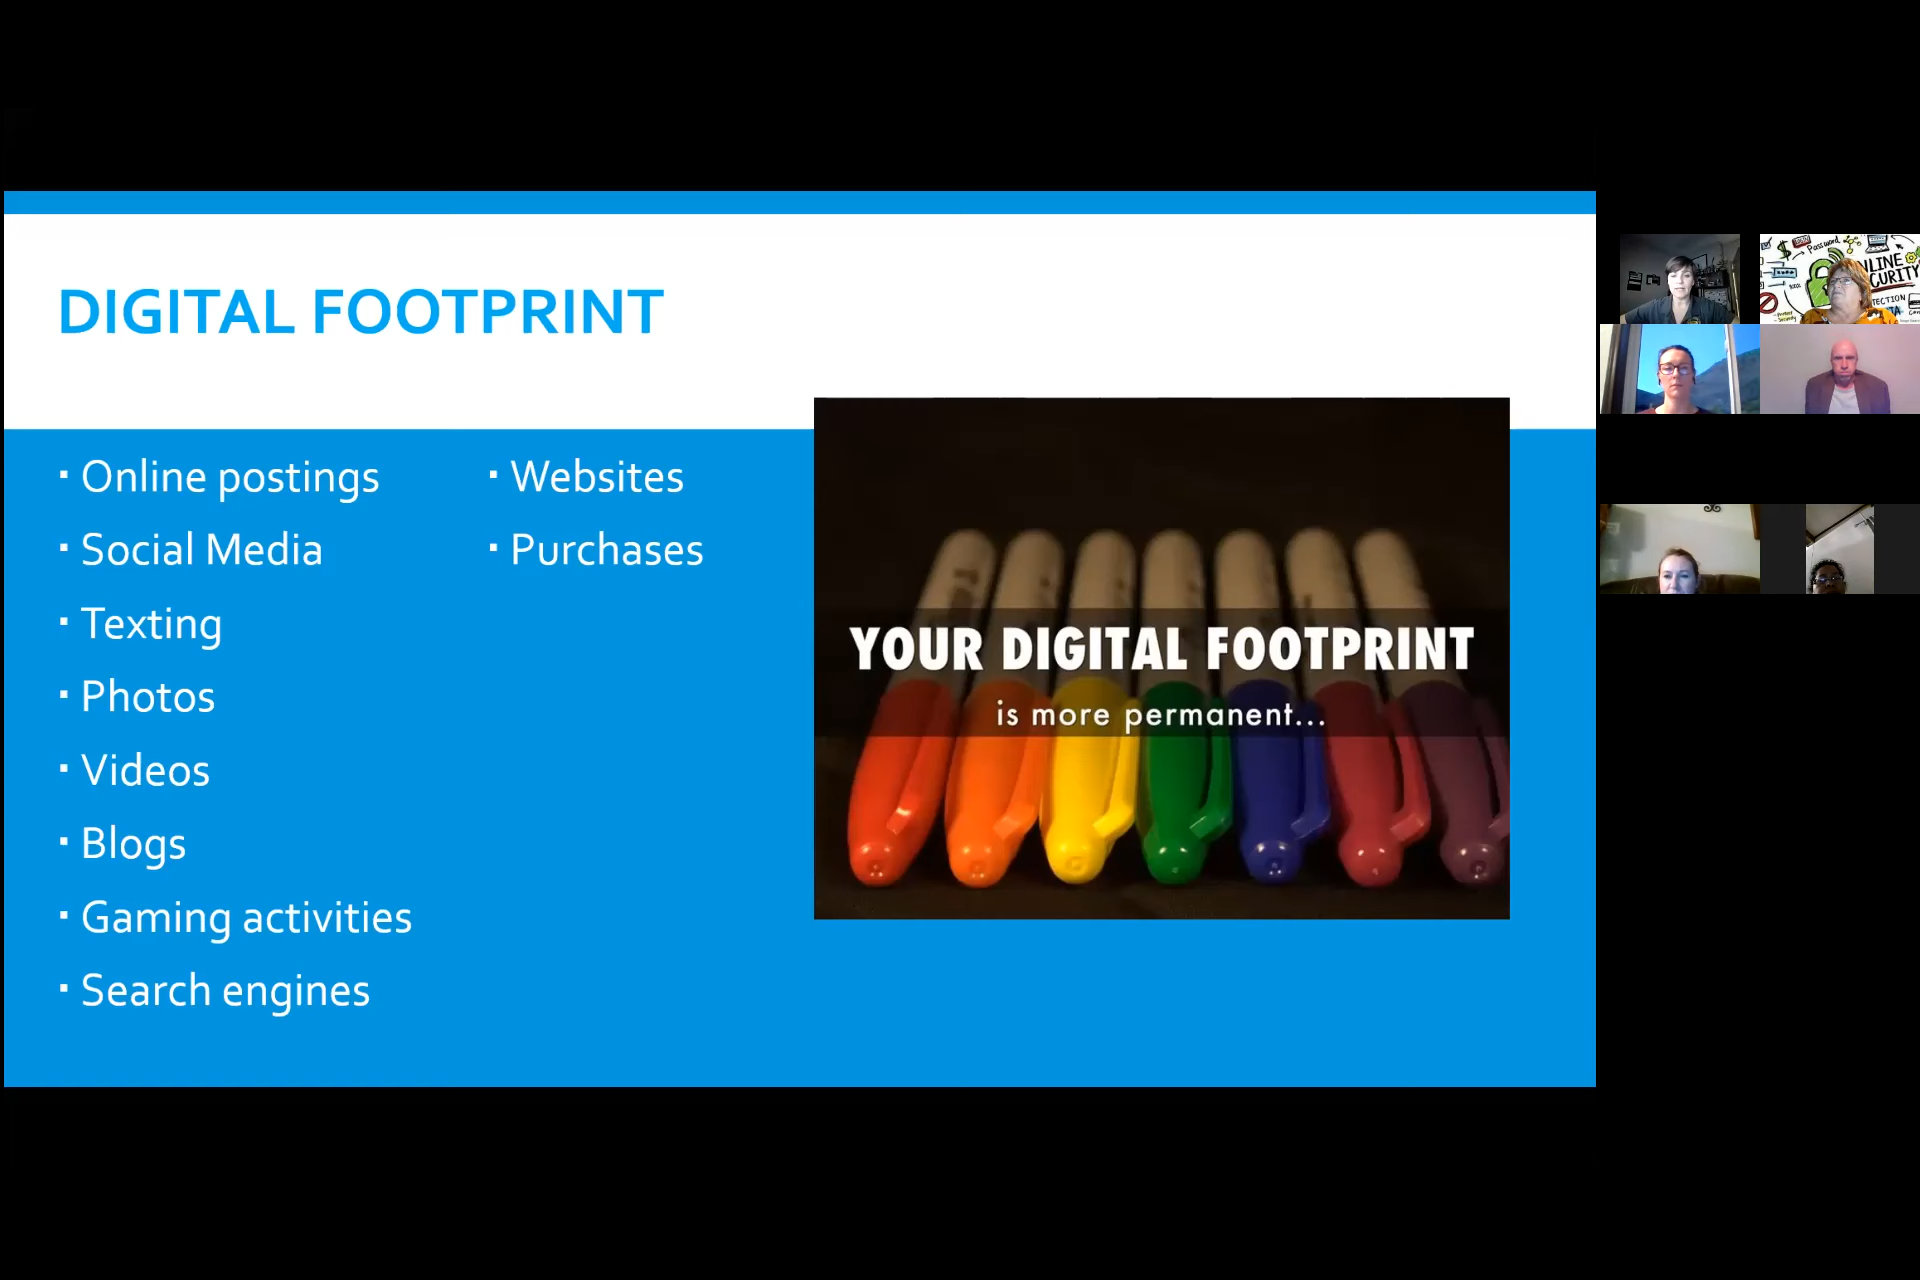 DIGITAL FOOTPRINT
▪ Online postings
▪ Social Media
▪ Texting
▪ Photos
▪ Videos
▪ Blogs
▪ Gaming activities
▪ Search engines
▪ Websites
▪ Purchases
YOUR DIGITAL FOOTPRINT
is more permanent...
Password